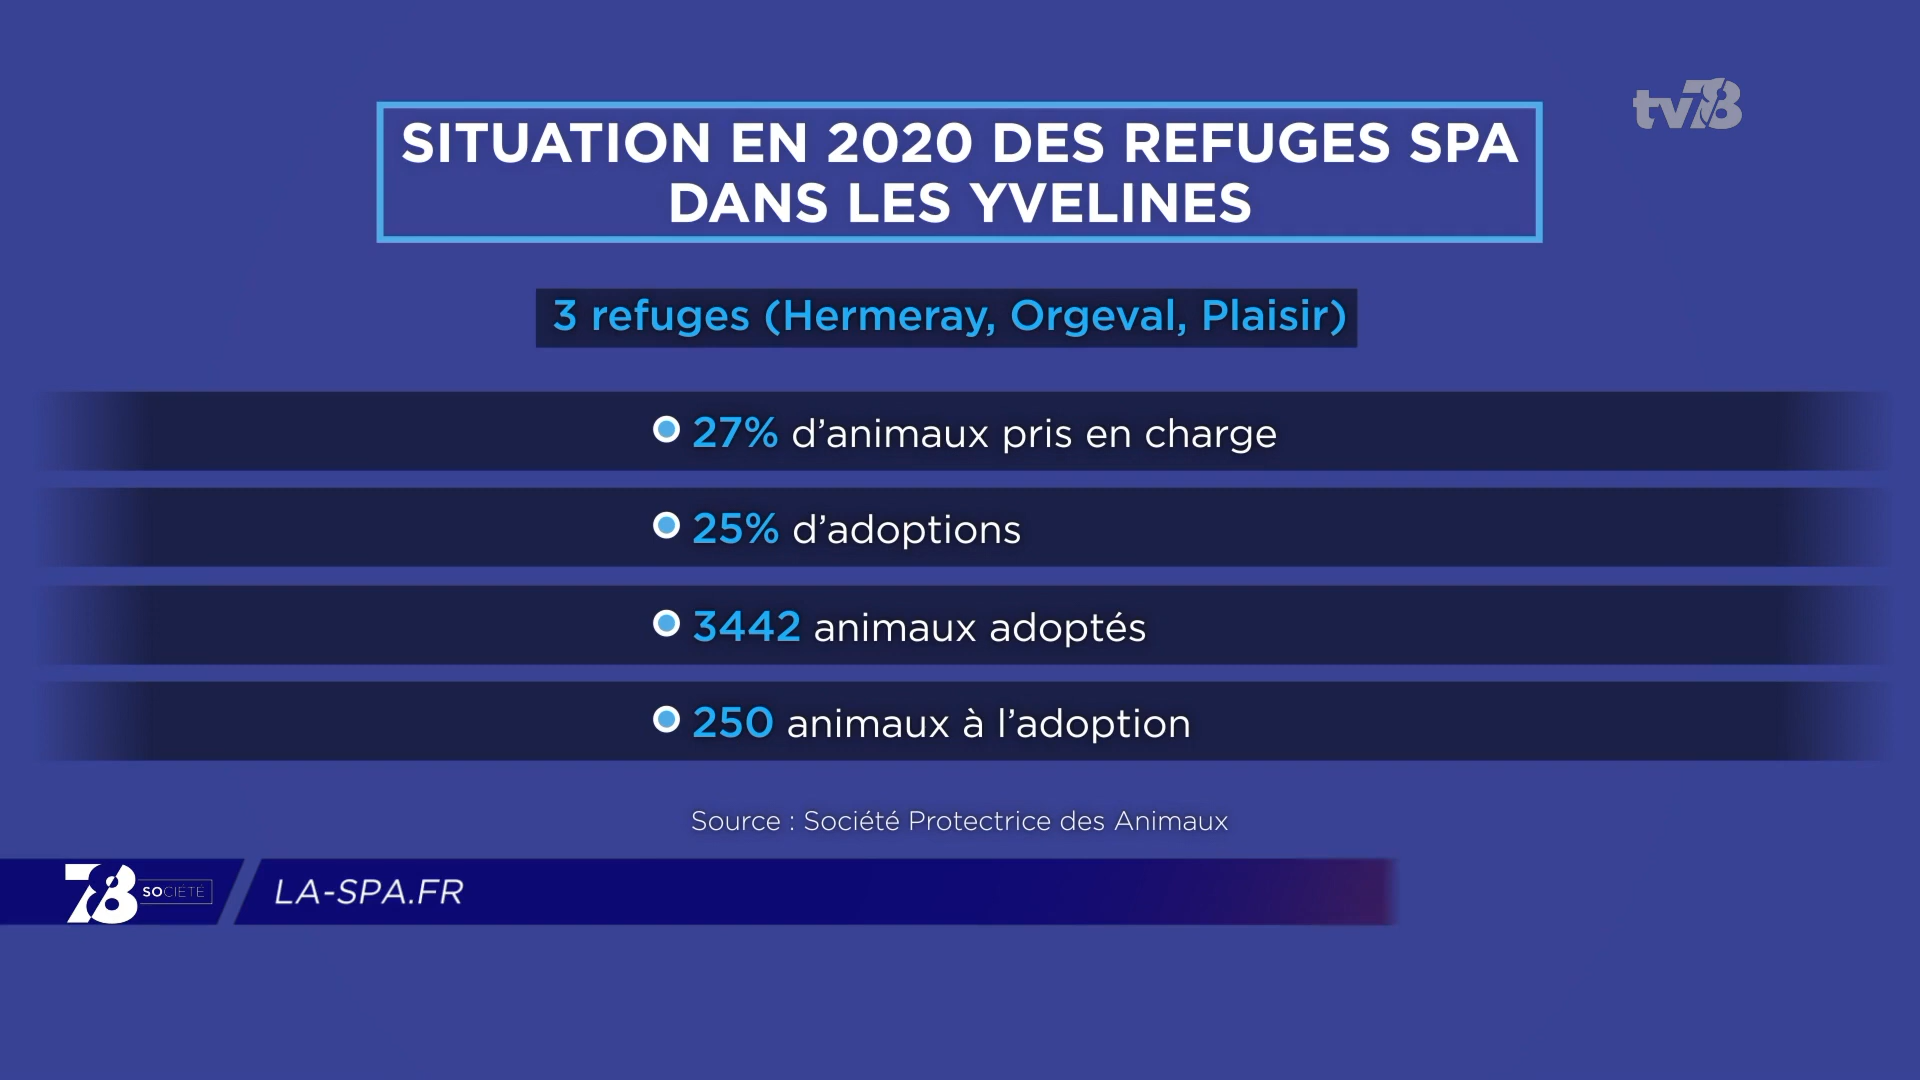 tv78
SITUATION EN 2020 DES REFUGES SPA
DANS LES YVELINES
3 refuges (Hermeray, Orgeval, Plaisir)
27% d’animaux pris en charge
25% d’adoptions
3442 animaux adoptés
250 animaux à l’adoption
Source : Société Protectrice des Animaux
78 SOCIÉTÉ LA-SPA.FR